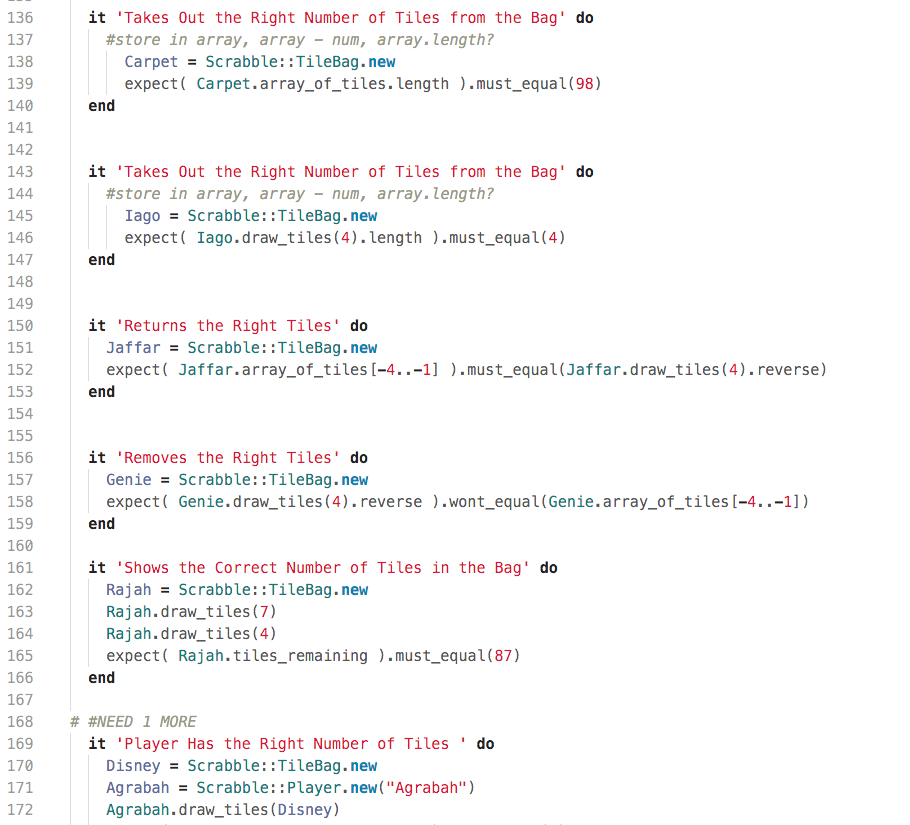 136 it 'Takes Out the Right Number of Tiles from the Bag' do
137 #store in array, array – num, array.length?
138 Carpet = Scrabble::TileBag.new
139 expect( Carpet.array_of_tiles.length ).must_equal(98)
140 end
141
142
143 it 'Takes Out the Right Number of Tiles from the Bag' do
144 #store in array, array – num, array.length?
145 Iago = Scrabble::TileBag.new
146 expect( Iago.draw_tiles(4).length ).must_equal(4)
147 end
148
149
150 it 'Returns the Right Tiles' do
151 Jaffar = Scrabble::TileBag.new
152 expect( Jaffar.array_of_tiles[-4..-1] ).must_equal(Jaffar.draw_tiles(4).reverse)
153 end
154
155
156 it 'Removes the Right Tiles' do
157 Genie = Scrabble::TileBag.new
158 expect( Genie.draw_tiles(4).reverse ).wont_equal(Genie.array_of_tiles[-4..-1])
159 end
160
161 it 'Shows the Correct Number of Tiles in the Bag' do
162 Rajah = Scrabble::TileBag.new
163 Rajah.draw_tiles(7)
164 Rajah.draw_tiles(4)
165 expect( Rajah.tiles_remaining ).must_equal(87)
166 end
167
168 # #NEED 1 MORE
169 it 'Player Has the Right Number of Tiles ' do
170 Disney = Scrabble::TileBag.new
171 Agrabah = Scrabble::Player.new("Agrabah")
172 Agrabah.draw_tiles(Disney)